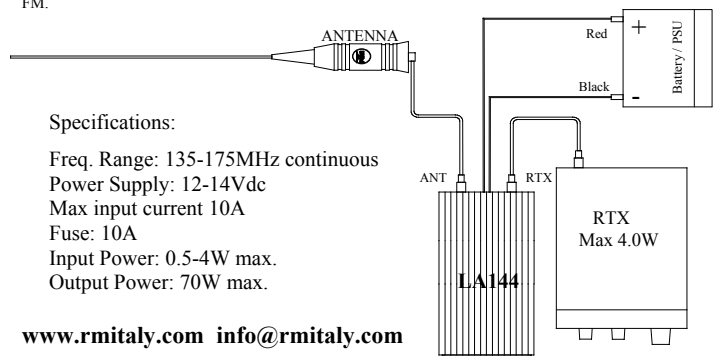 FM.
ANTENNA
Red
+
Battery / PSU
Black
-
Specifications:
Freq. Range: 135-175MHz continuous
Power Supply: 12-14Vdc
Max input current 10A
Fuse: 10A
Input Power: 0.5-4W max.
Output Power: 70W max.
ANT
RTX
RTX
Max 4.0W
LA144
www.rmitaly.com info@rmitaly.com